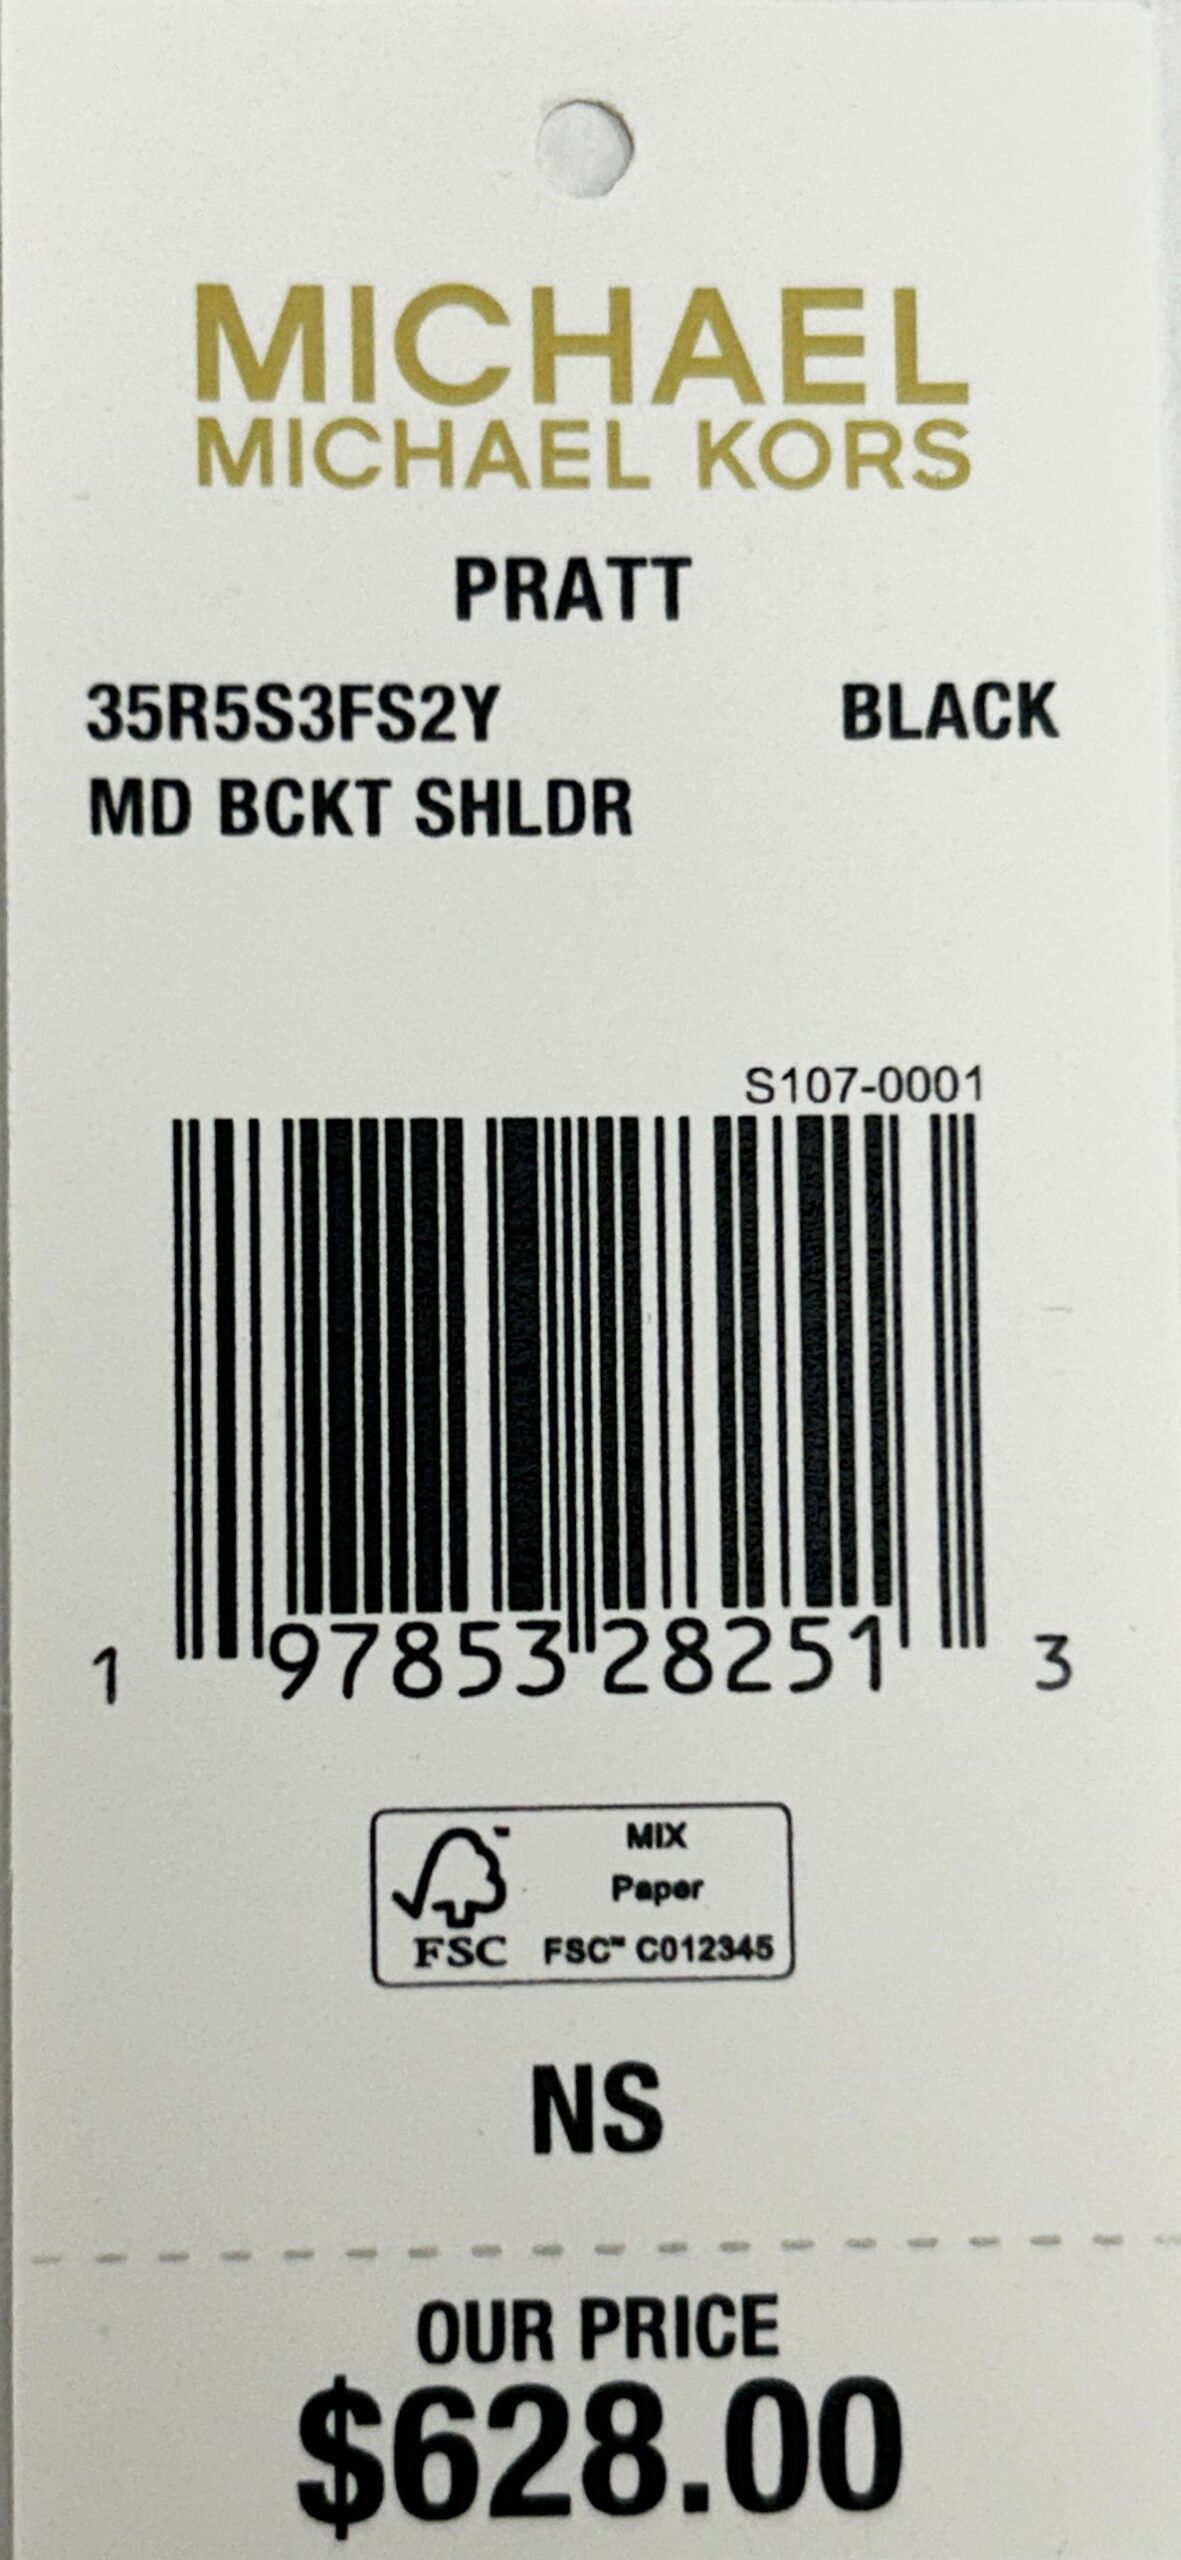 MICHAEL
MICHAEL KORS
PRATT
35R5S3FS2Y BLACK
MD BCKT SHLDR
S107-0001
1 97853 28251 3
MIX
Paper
FSC™ C012345
FSC
NS
OUR PRICE
$628.00